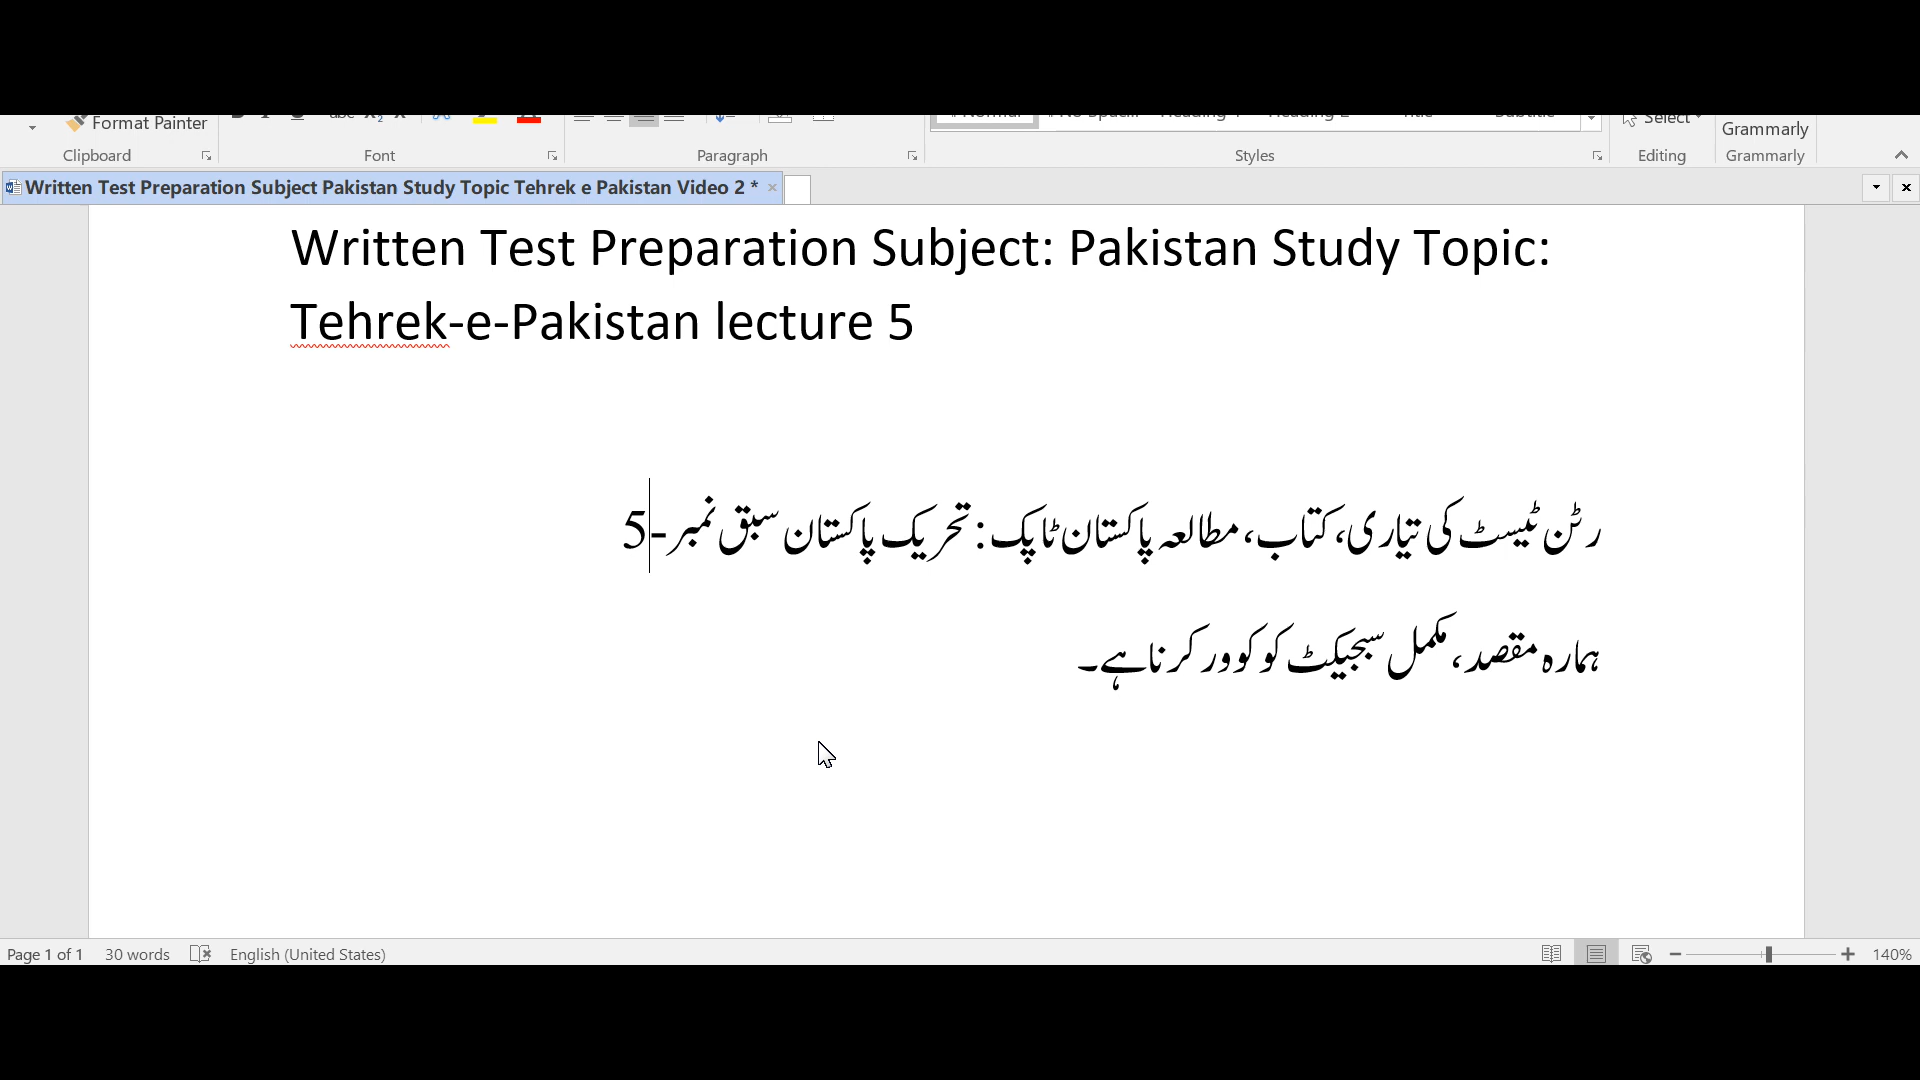 Format Painter
Clipboard
Font
Paragraph
Styles
Select
Editing
Grammarly
Grammarly
Written Test Preparation Subject Pakistan Study Topic Tehrek e Pakistan Video 2 *
Written Test Preparation Subject: Pakistan Study Topic:
Tehrek-e-Pakistan lecture 5
رٹن ٹیسٹ کی تیاری، کتاب، مطالعہ پاکستان ٹاپک: تحریک پاکستان سبق نمبر-5
ہمارہ مقصد، مکمل سبجیکٹ کو کوور کرنا ہے۔
Page 1 of 1
30 words
English (United States)
140%